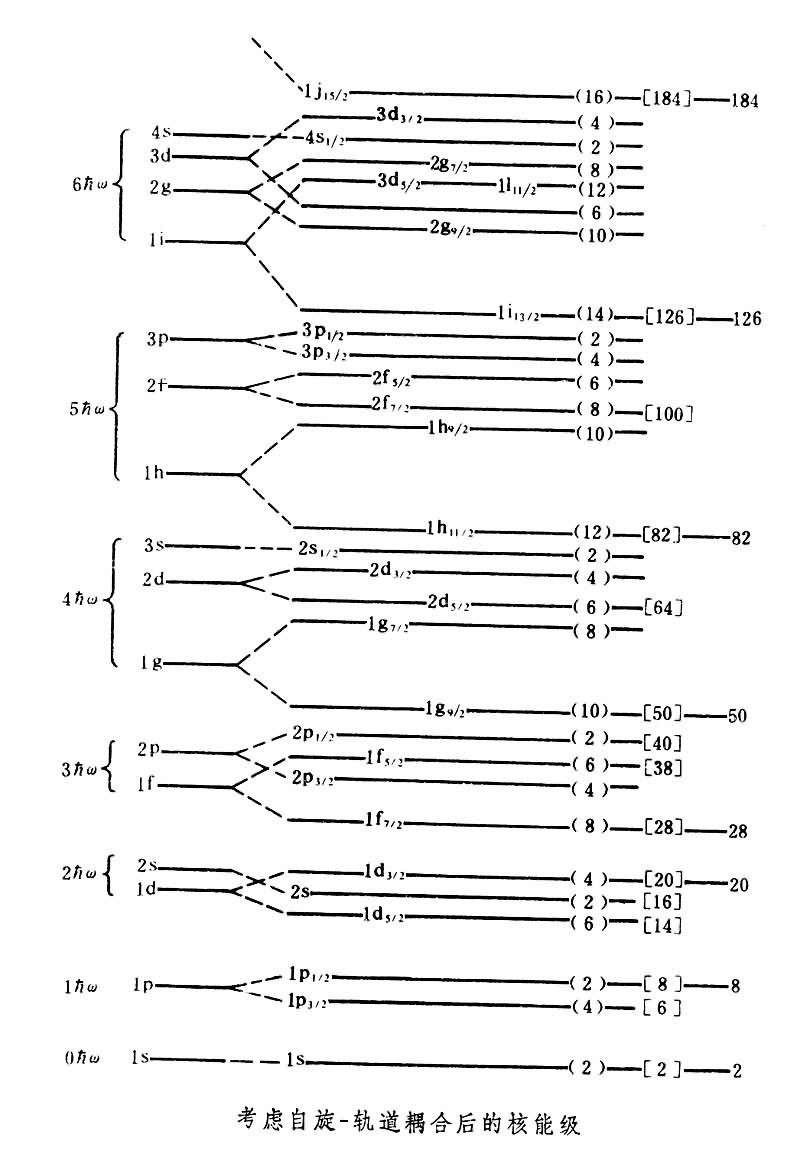 1j₁₅/₂ (16) [184] 184
3d₃/₂ (4)
4s 4s₁/₂ (2)
3d 2g₇/₂ (8)
6ħω 2g 3d₅/₂ 1l₁₁/₂ (12)
(6)
2g₉/₂ (10)
1i
1i₁₃/₂ (14) [126] 126
3p 3p₁/₂ (2)
3p₃/₂ (4)
2f 2f₅/₂ (6)
5ħω 2f₇/₂ (8) [100]
1h₉/₂ (10)
1h
1h₁₁/₂ (12) [82] 82
3s 2s₁/₂ (2)
2d 2d₃/₂ (4)
4ħω 2d₅/₂ (6) [64]
1g₇/₂ (8)
1g
1g₉/₂ (10) [50] 50
2p 2p₁/₂ (2) [40]
3ħω 1f₅/₂ (6) [38]
1f 2p₃/₂ (4)
1f₇/₂ (8) [28] 28
2ħω 2s 1d₃/₂ (4) [20] 20
1d 2s (2) [16]
1d₅/₂ (6) [14]
1ħω 1p 1p₁/₂ (2) [8] 8
1p₃/₂ (4) [6]
0ħω 1s 1s (2) [2] 2
考虑自旋-轨道耦合后的核能级